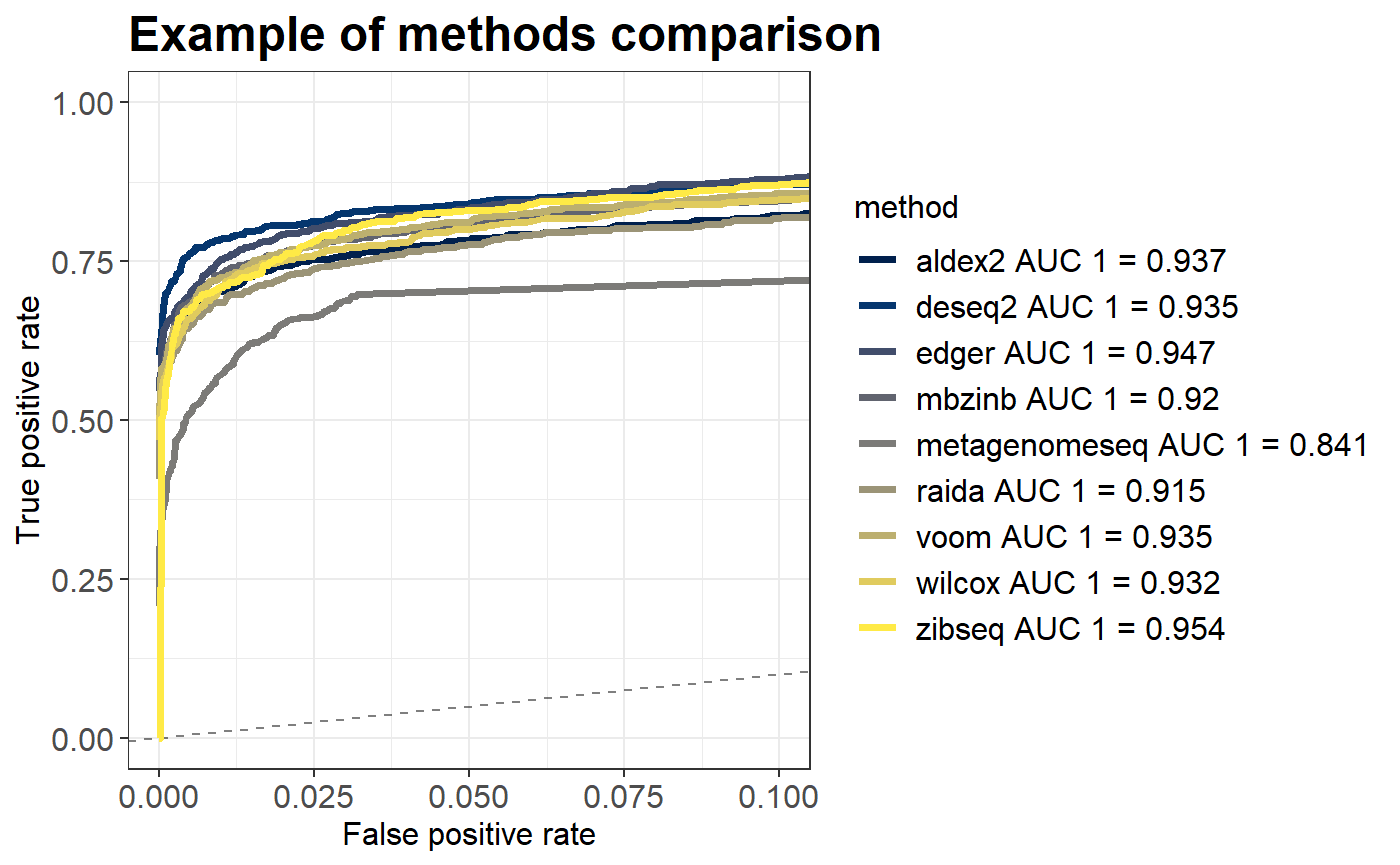 Example of methods comparison
1.00
0.75
0.50
0.25
0.00
True positive rate
0.000 0.025 0.050 0.075 0.100
False positive rate
method
aldex2 AUC 1 = 0.937
deseq2 AUC 1 = 0.935
edger AUC 1 = 0.947
mbzinb AUC 1 = 0.92
metagenomeseq AUC 1 = 0.841
raida AUC 1 = 0.915
voom AUC 1 = 0.935
wilcox AUC 1 = 0.932
zibseq AUC 1 = 0.954